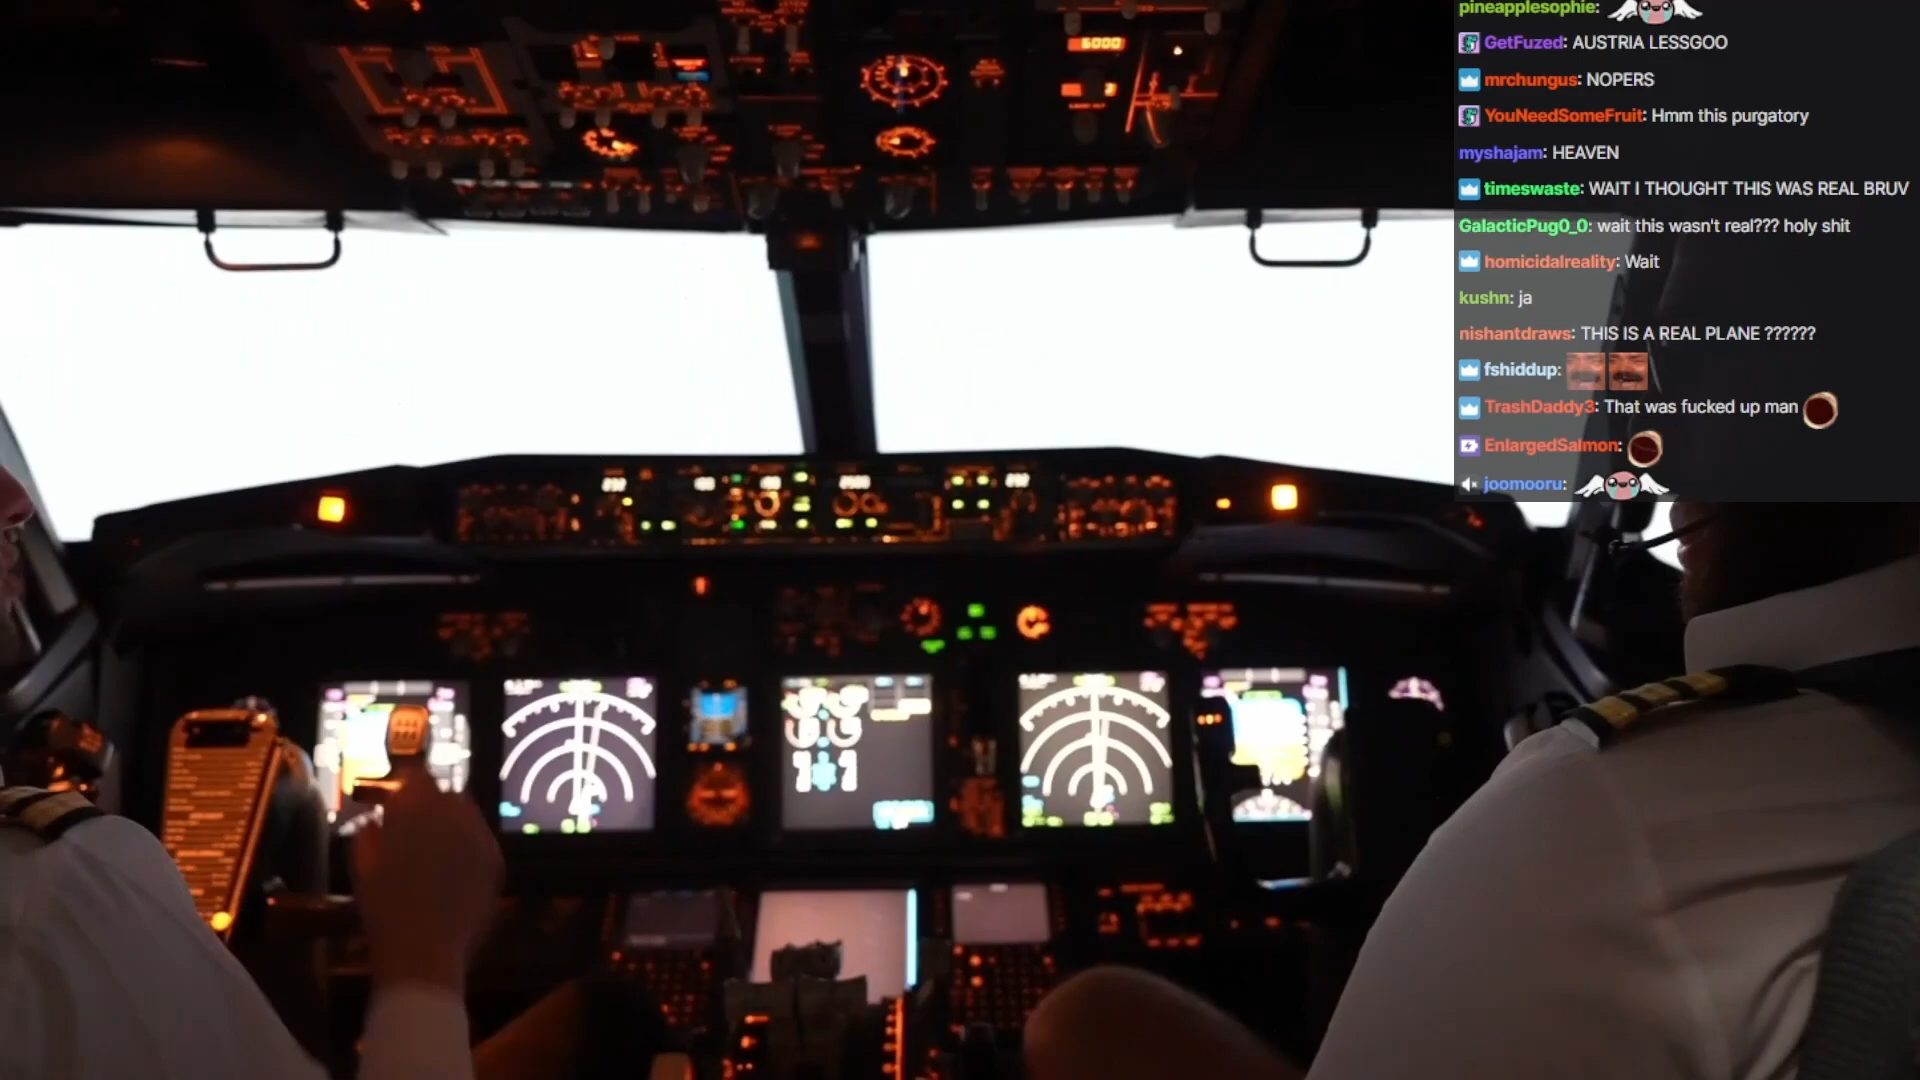 pineapplesophie:
GetFuzed: AUSTRIA LESSGOO
mrchungus: NOPERS
YouNeedSomeFruit: Hmm this purgatory
myshajam: HEAVEN
timeswaste: WAIT I THOUGHT THIS WAS REAL BRUV
GalacticPug0_0: wait this wasn't real??? holy shit
homicidalreality: Wait
kushn: ja
nishantdraws: THIS IS A REAL PLANE ??????
fshiddup:
TrashDaddy3: That was fucked up man
EnlargedSalmon:
joomooru: